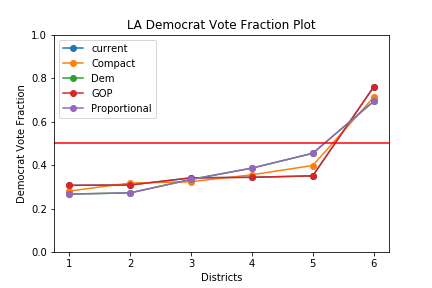 LA Democrat Vote Fraction Plot
current
Compact
Dem
GOP
Proportional
Democrat Vote Fraction
1.0
0.8
0.6
0.4
0.2
0.0
1 2 3 4 5 6
Districts